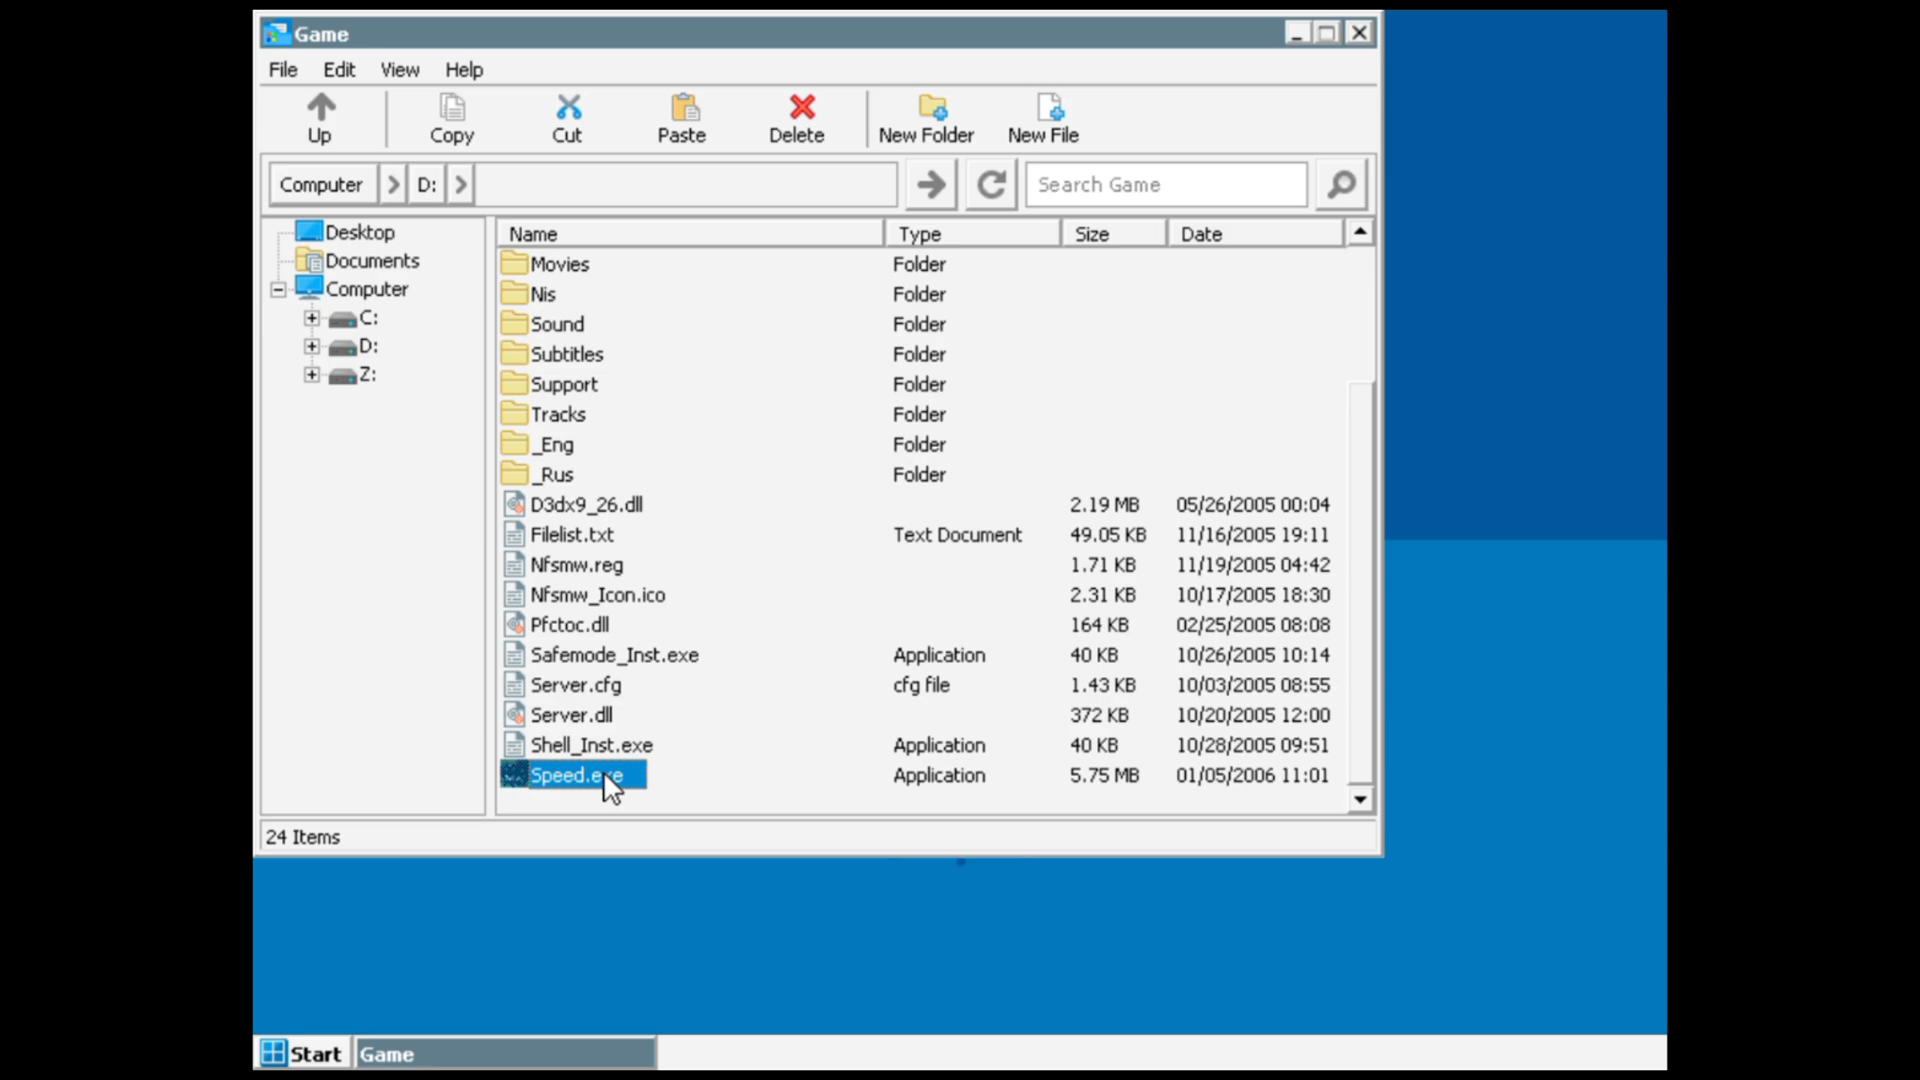 Game
File Edit View Help
Up Copy Cut Paste Delete New Folder New File
Computer D: Search Game
Desktop
Documents
Computer
C:
D:
Z:
Name Type Size Date
Movies Folder
Nis Folder
Sound Folder
Subtitles Folder
Support Folder
Tracks Folder
_Eng Folder
_Rus Folder
D3dx9_26.dll 2.19 MB 05/26/2005 00:04
Filelist.txt Text Document 49.05 KB 11/16/2005 19:11
Nfsmw.reg 1.71 KB 11/19/2005 04:42
Nfsmw_Icon.ico 2.31 KB 10/17/2005 18:30
Pfctoc.dll 164 KB 02/25/2005 08:08
Safemode_Inst.exe Application 40 KB 10/26/2005 10:14
Server.cfg cfg file 1.43 KB 10/03/2005 08:55
Server.dll 372 KB 10/20/2005 12:00
Shell_Inst.exe Application 40 KB 10/28/2005 09:51
Speed.exe Application 5.75 MB 01/05/2006 11:01
24 Items
Start Game